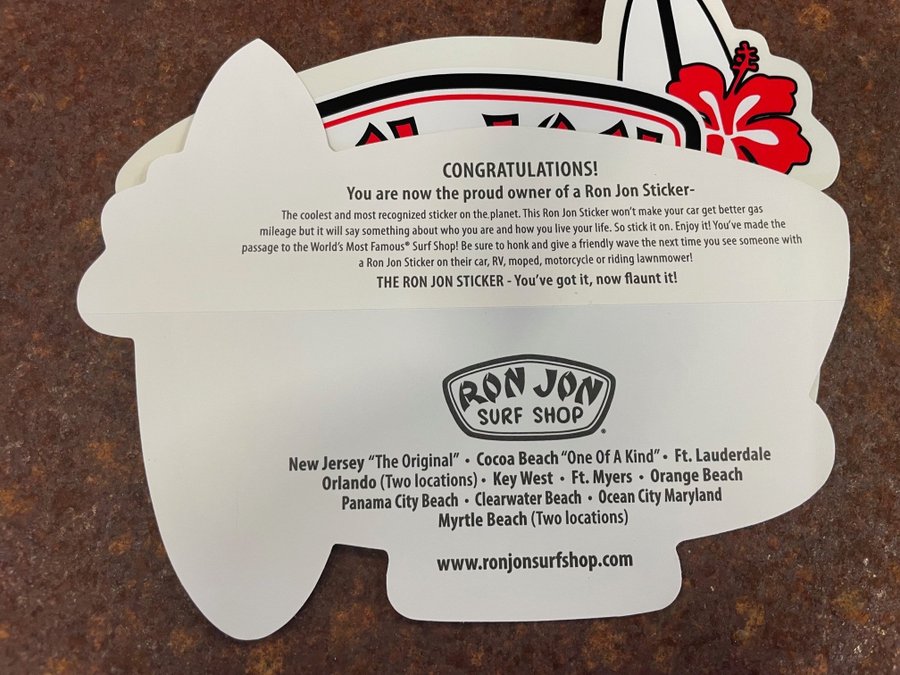 CONGRATULATIONS!
You are now the proud owner of a Ron Jon Sticker-
The coolest and most recognized sticker on the planet. This Ron Jon Sticker won't make your car get better gas
mileage but it will say something about who you are and how you live your life. So stick it on. Enjoy it! You've made the
passage to the World's Most Famous® Surf Shop! Be sure to honk and give a friendly wave the next time you see someone with
a Ron Jon Sticker on their car, RV, moped, motorcycle or riding lawnmower!
THE RON JON STICKER - You've got it, now flaunt it!
RON JON
SURF SHOP®
New Jersey “The Original” • Cocoa Beach “One Of A Kind” • Ft. Lauderdale
Orlando (Two locations) • Key West • Ft. Myers • Orange Beach
Panama City Beach • Clearwater Beach • Ocean City Maryland
Myrtle Beach (Two locations)
www.ronjonsurfshop.com